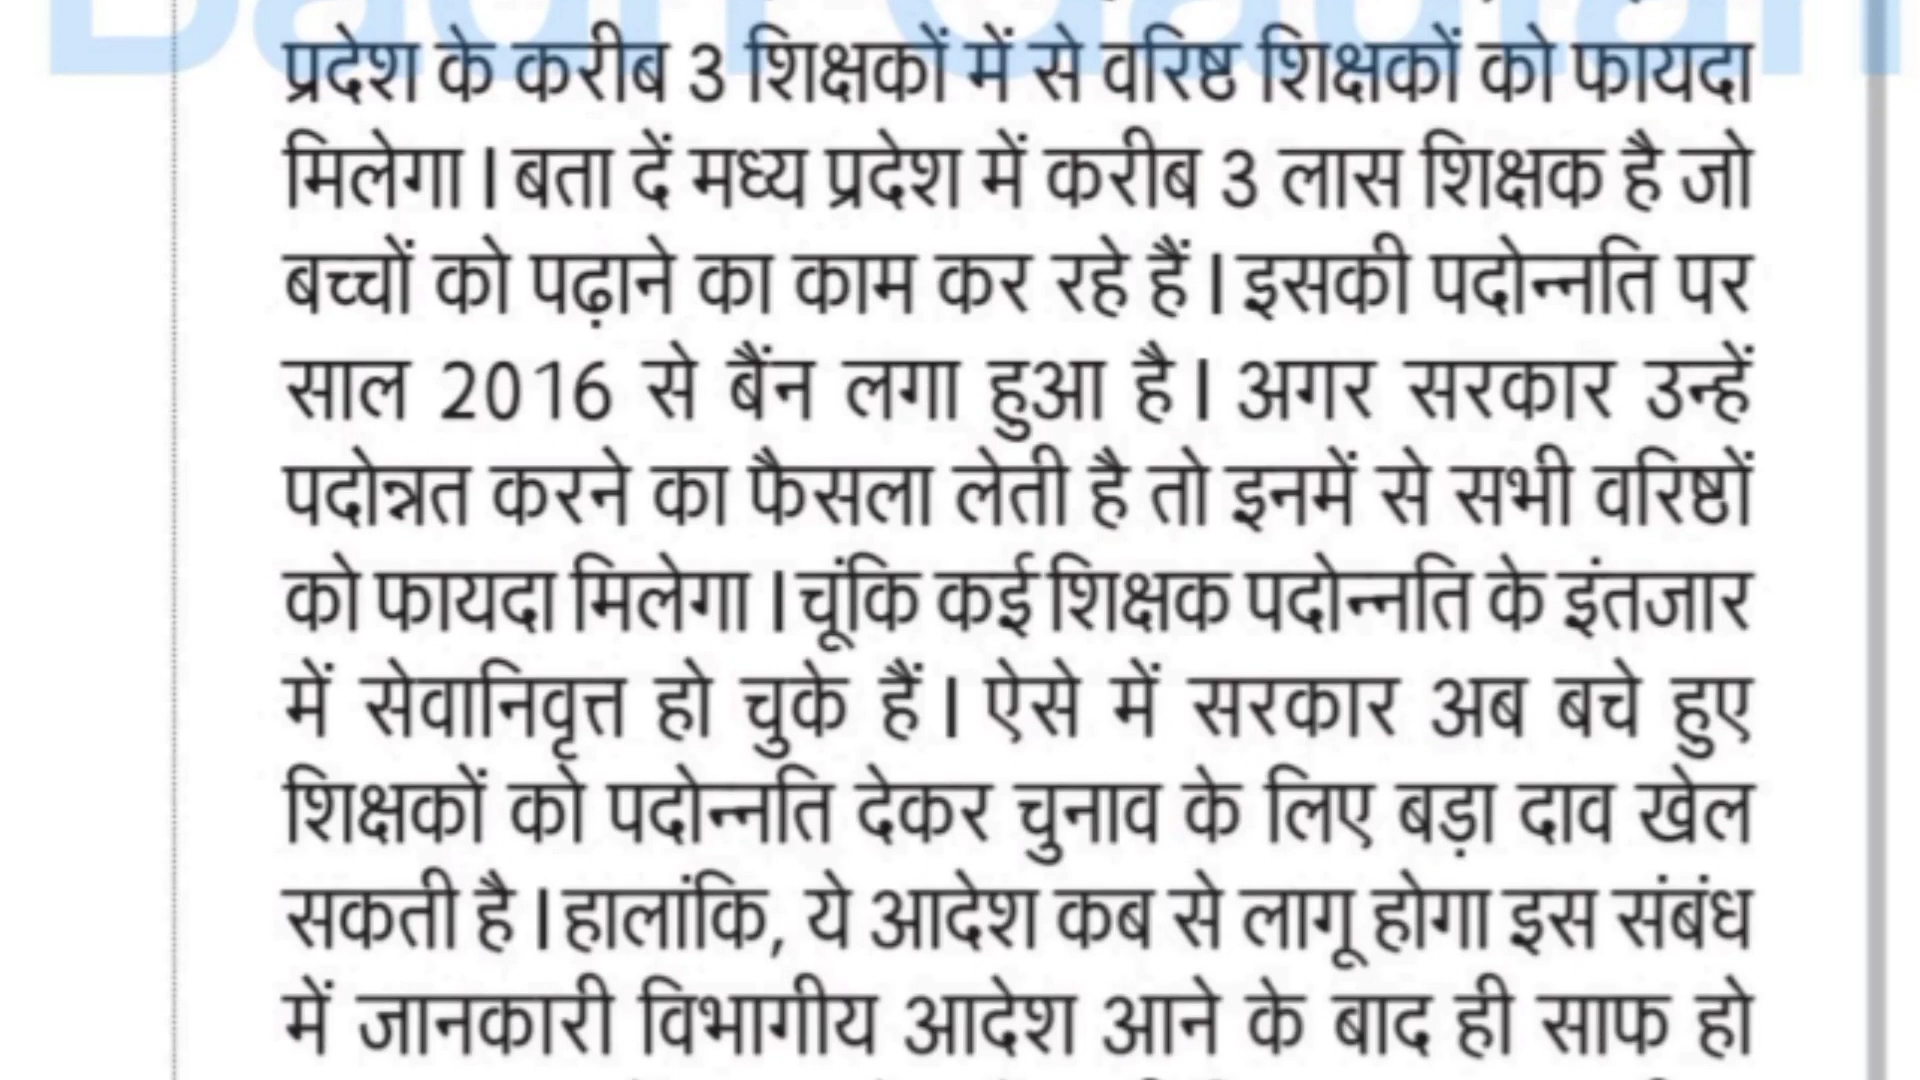 प्रदेश के करीब 3 शिक्षकों में से वरिष्ठ शिक्षकों को फायदा
मिलेगा। बता दें मध्य प्रदेश में करीब 3 लास शिक्षक है जो
बच्चों को पढ़ाने का काम कर रहे हैं। इसकी पदोन्नति पर
साल 2016 से बैंन लगा हुआ है। अगर सरकार उन्हें
पदोन्नत करने का फैसला लेती है तो इनमें से सभी वरिष्ठों
को फायदा मिलेगा। चूंकि कई शिक्षक पदोन्नति के इंतजार
में सेवानिवृत्त हो चुके हैं। ऐसे में सरकार अब बचे हुए
शिक्षकों को पदोन्नति देकर चुनाव के लिए बड़ा दाव खेल
सकती है। हालांकि, ये आदेश कब से लागू होगा इस संबंध
में जानकारी विभागीय आदेश आने के बाद ही साफ हो